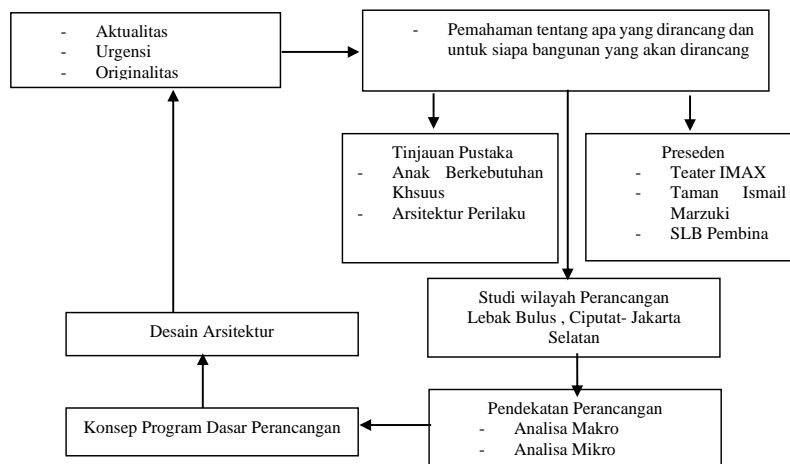 - Aktualitas
- Urgensi
- Originalitas
- Pemahaman tentang apa yang dirancang dan
untuk siapa bangunan yang akan dirancang
Tinjauan Pustaka
- Anak Berkebutuhan
Khsuus
- Arsitektur Perilaku
Preseden
- Teater IMAX
- Taman Ismail
Marzuki
- SLB Pembina
Studi wilayah Perancangan
Lebak Bulus , Ciputat- Jakarta
Selatan
Desain Arsitektur
Pendekatan Perancangan
- Analisa Makro
- Analisa Mikro
Konsep Program Dasar Perancangan